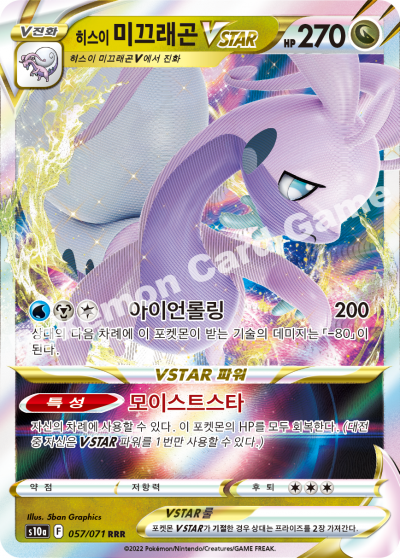 V진화
히스이 미끄래곤 VSTAR HP 270
히스이 미끄래곤V에서 진화
Pokémon Card Game
아이언롤링 200
상대의 다음 차례에 이 포켓몬이 받는 기술의 데미지는 「-80」이
된다.
VSTAR 파워
특성 모이스트스타
자신의 차례에 사용할 수 있다. 이 포켓몬의 HP를 모두 회복한다. (대전
중 자신은 VSTAR 파워를 1번만 사용할 수 있다.)
약점 저항력 후퇴
Illus. 5ban Graphics
VSTAR룰
s10a F 057/071 RRR
포켓몬 VSTAR가 기절한 경우 상대는 프라이즈를 2장 가져간다.
©2022 Pokémon/Nintendo/Creatures/GAME FREAK.